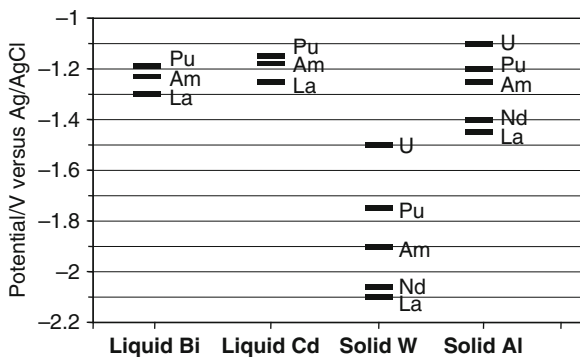 Potential/V versus Ag/AgCl
−1
−1.2
−1.4
−1.6
−1.8
−2
−2.2
Pu
Am
La
Pu
Am
La
U
Pu
Am
Nd
La
U
Pu
Am
Nd
La
Liquid Bi Liquid Cd Solid W Solid Al